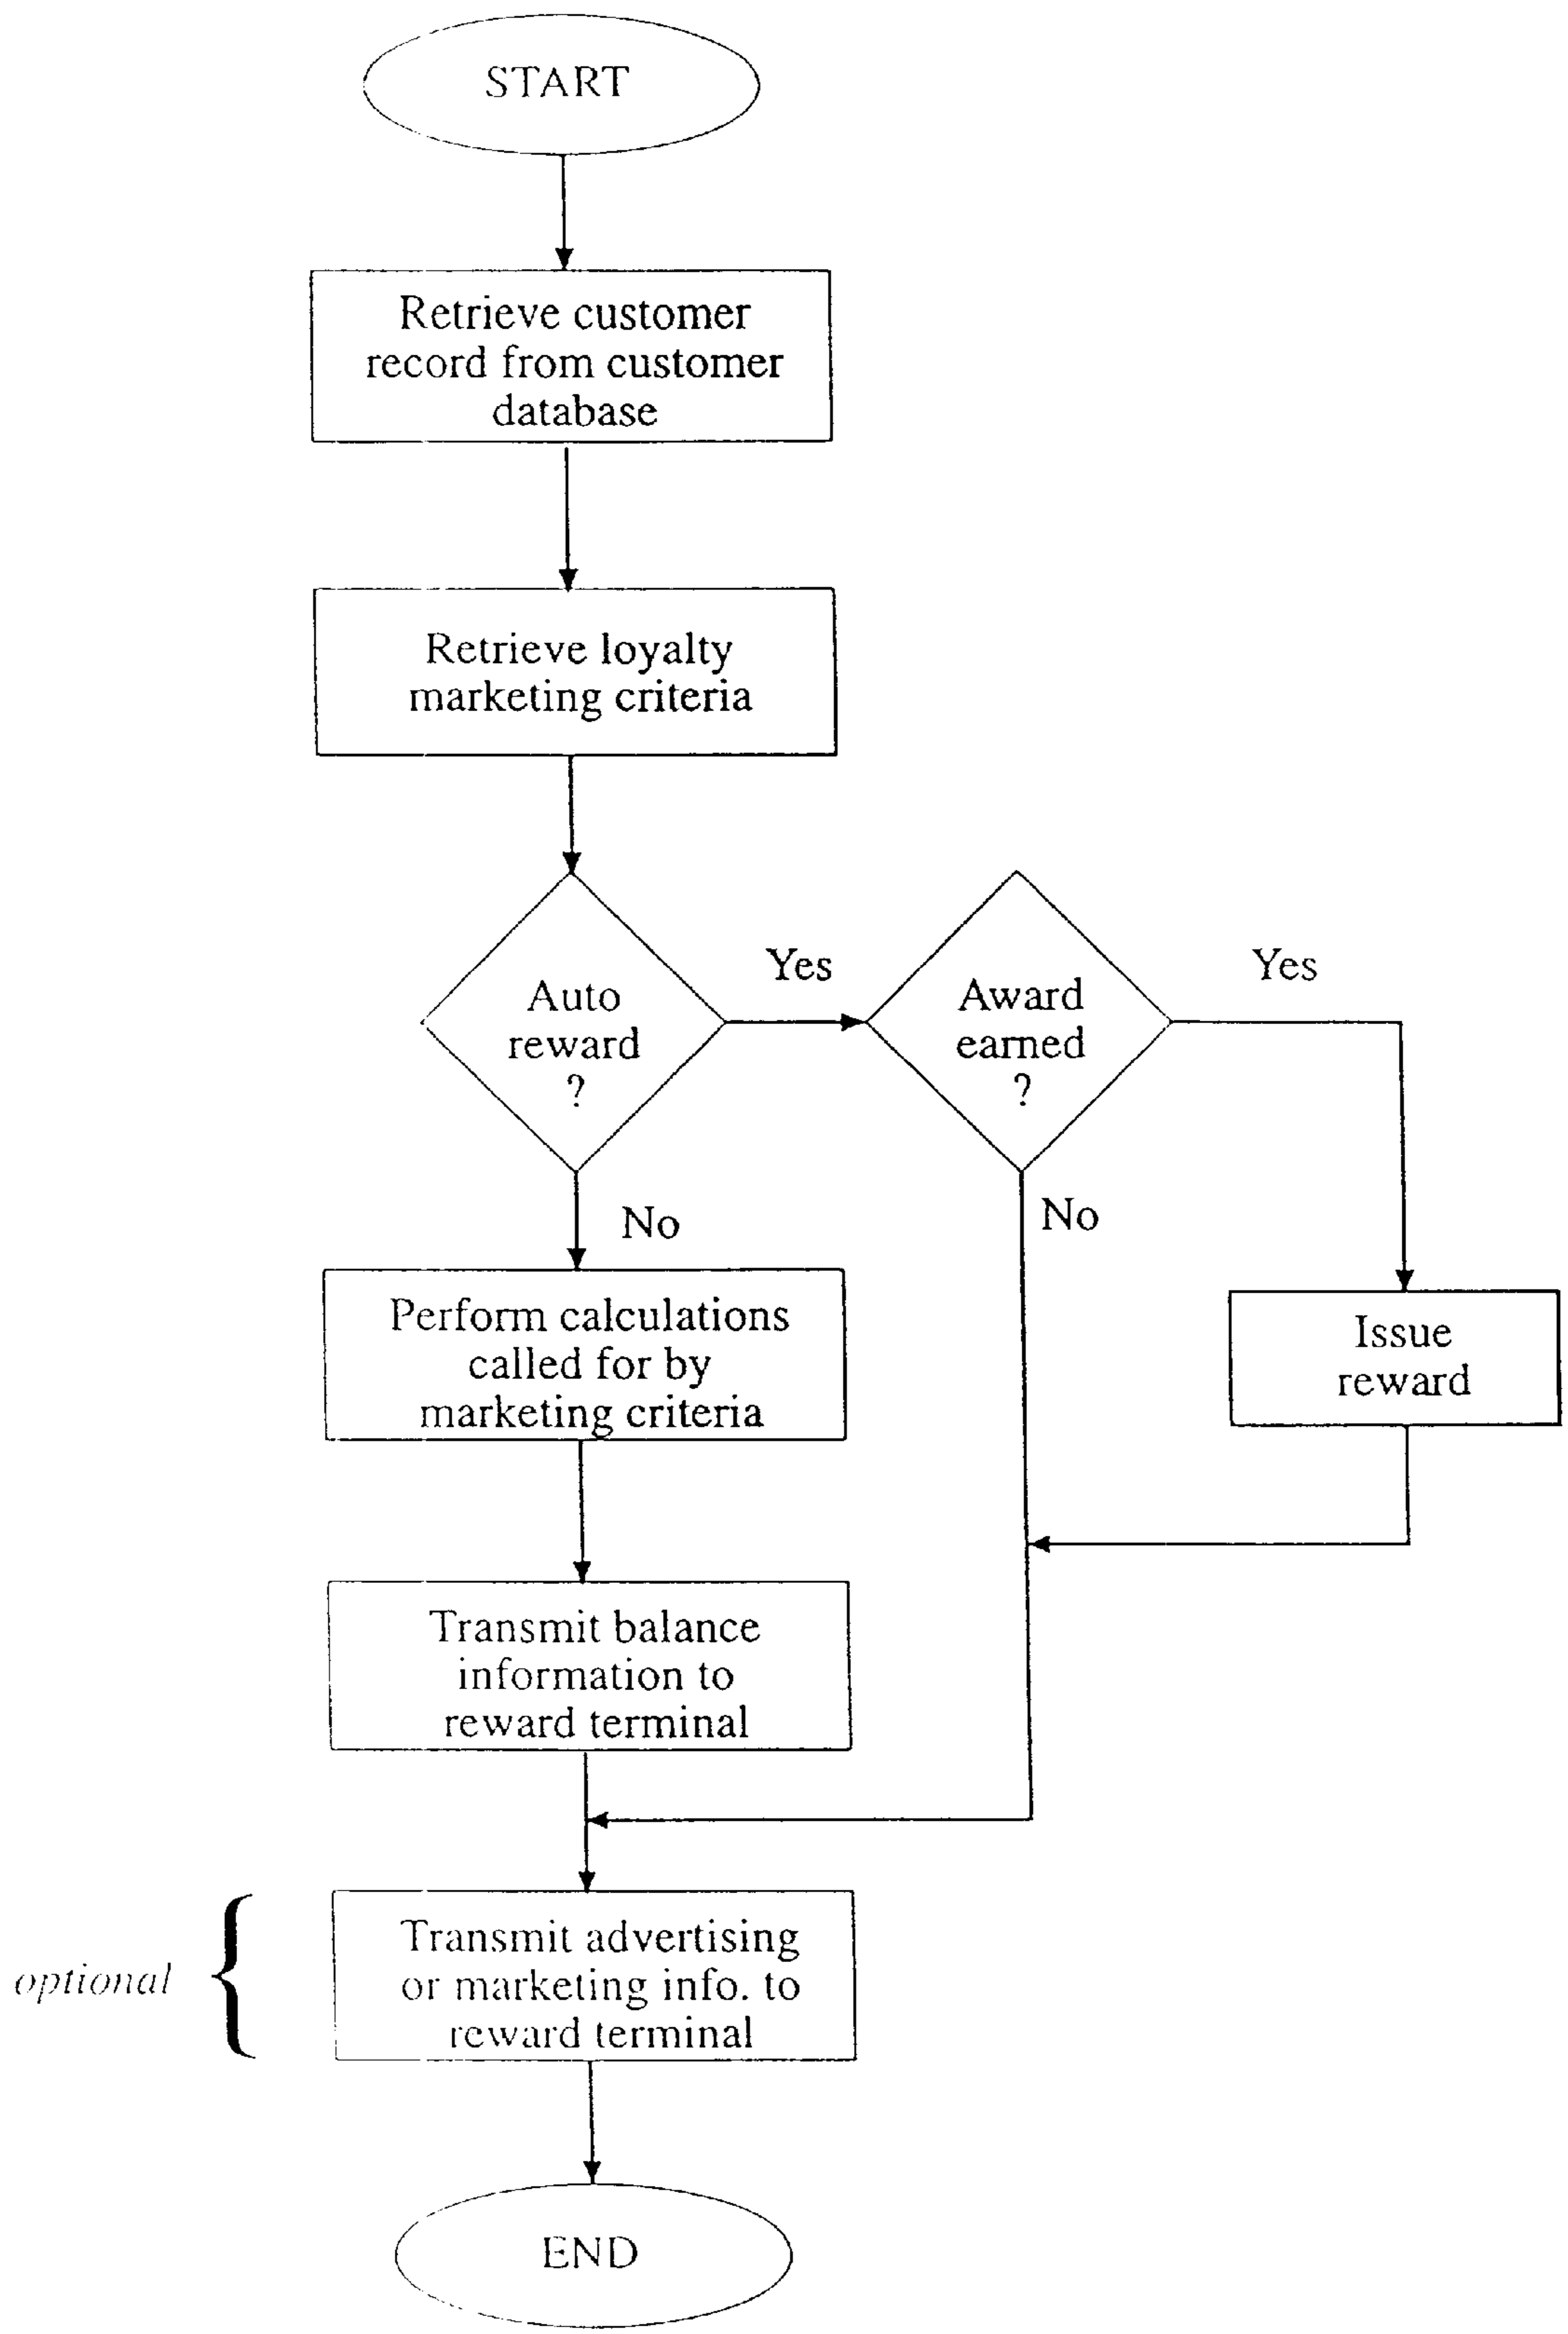 START
Retrieve customer
record from customer
database
Retrieve loyalty
marketing criteria
Auto
reward
?
Yes
Award
earned
?
Yes
No
No
Perform calculations
called for by
marketing criteria
Issue
reward
Transmit balance
information to
reward terminal
optional
Transmit advertising
or marketing info. to
reward terminal
END